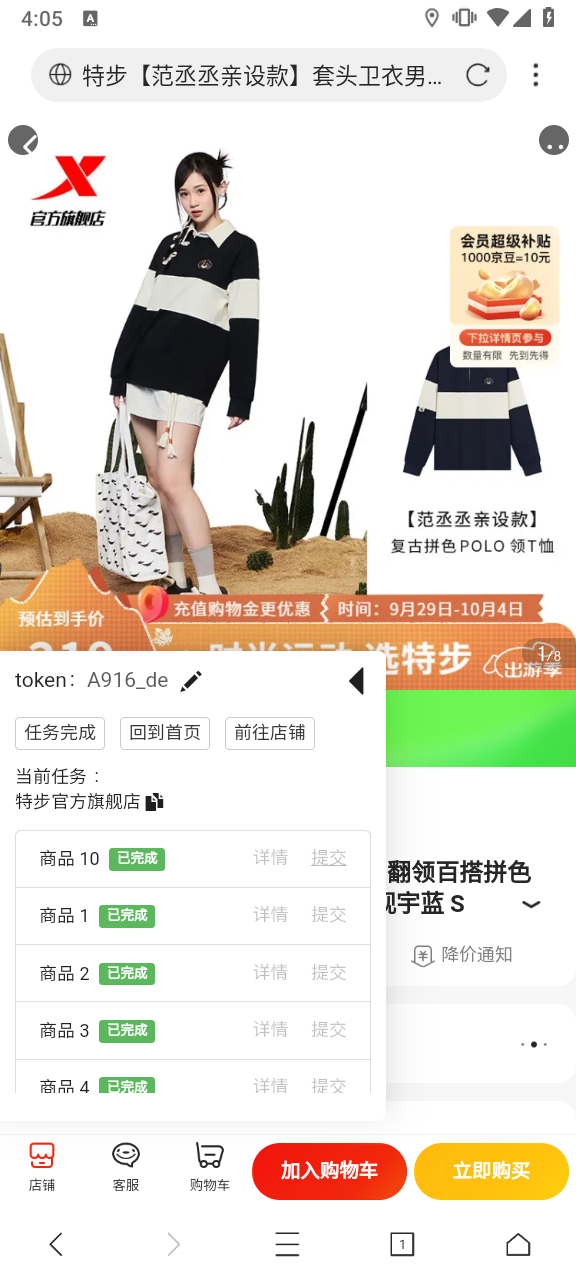 4:05
A
特步【范丞丞亲设款】套头卫衣男...
官方旗舰店
会员超级补贴
1000京豆=10元
下拉详情页参与
数量有限 先到先得
【范丞丞亲设款】
复古拼色POLO 领T恤
充值购物金更优惠
时间：9月29日-10月4日
预估到手价
选特步
出游季
1/8
token: A916_de
任务完成
回到首页
前往店铺
当前任务：
特步官方旗舰店
商品 10 已完成 详情 提交
商品 1 已完成 详情 提交
商品 2 已完成 详情 提交
商品 3 已完成 详情 提交
商品 4 已完成 详情 提交
翻领百搭拼色
宇蓝 S
降价通知
店铺
客服
购物车
加入购物车
立即购买
1